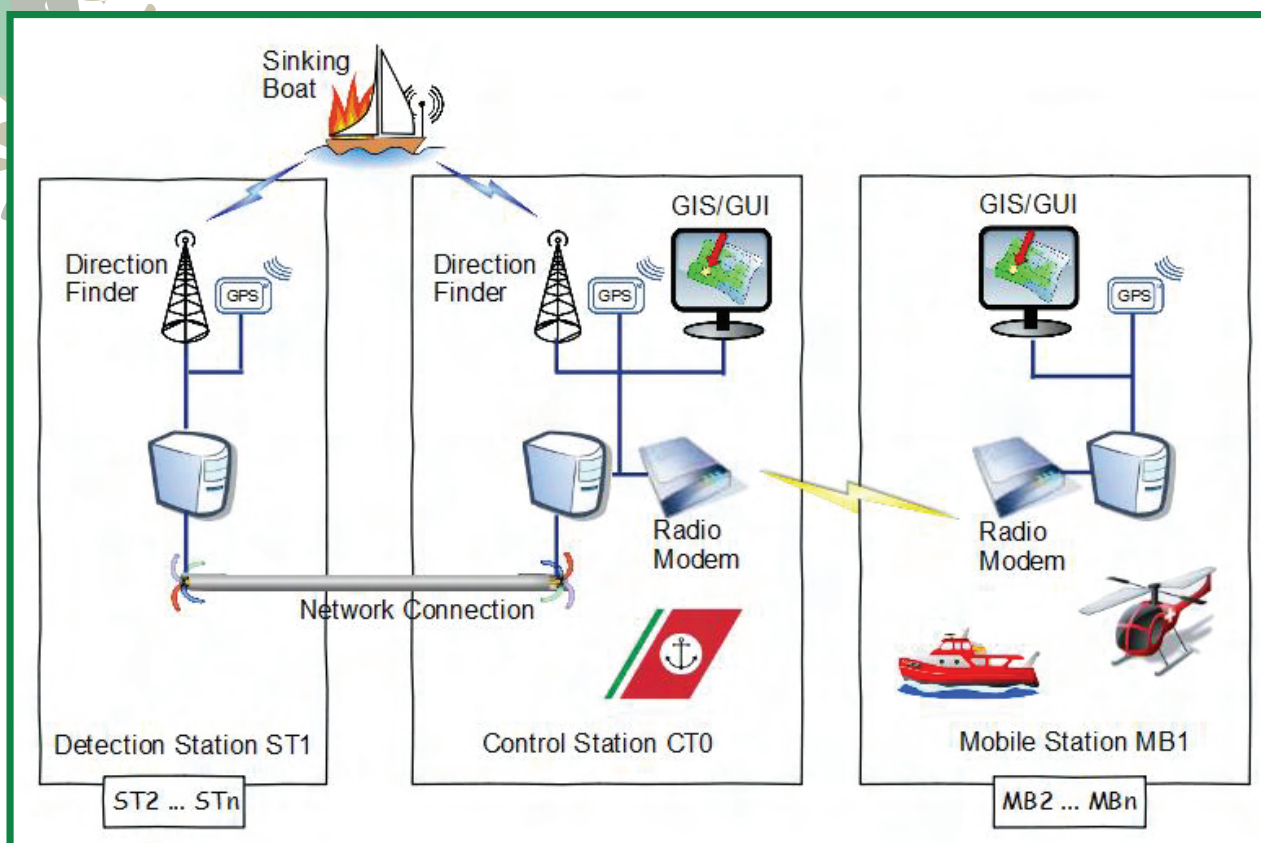 Sinking
Boat
Direction
Finder
GPS
Detection Station ST1
ST2 ... STn
Network Connection
Direction
Finder
GPS
GIS/GUI
Radio
Modem
Control Station CT0
GIS/GUI
GPS
Radio
Modem
Mobile Station MB1
MB2 ... MBn